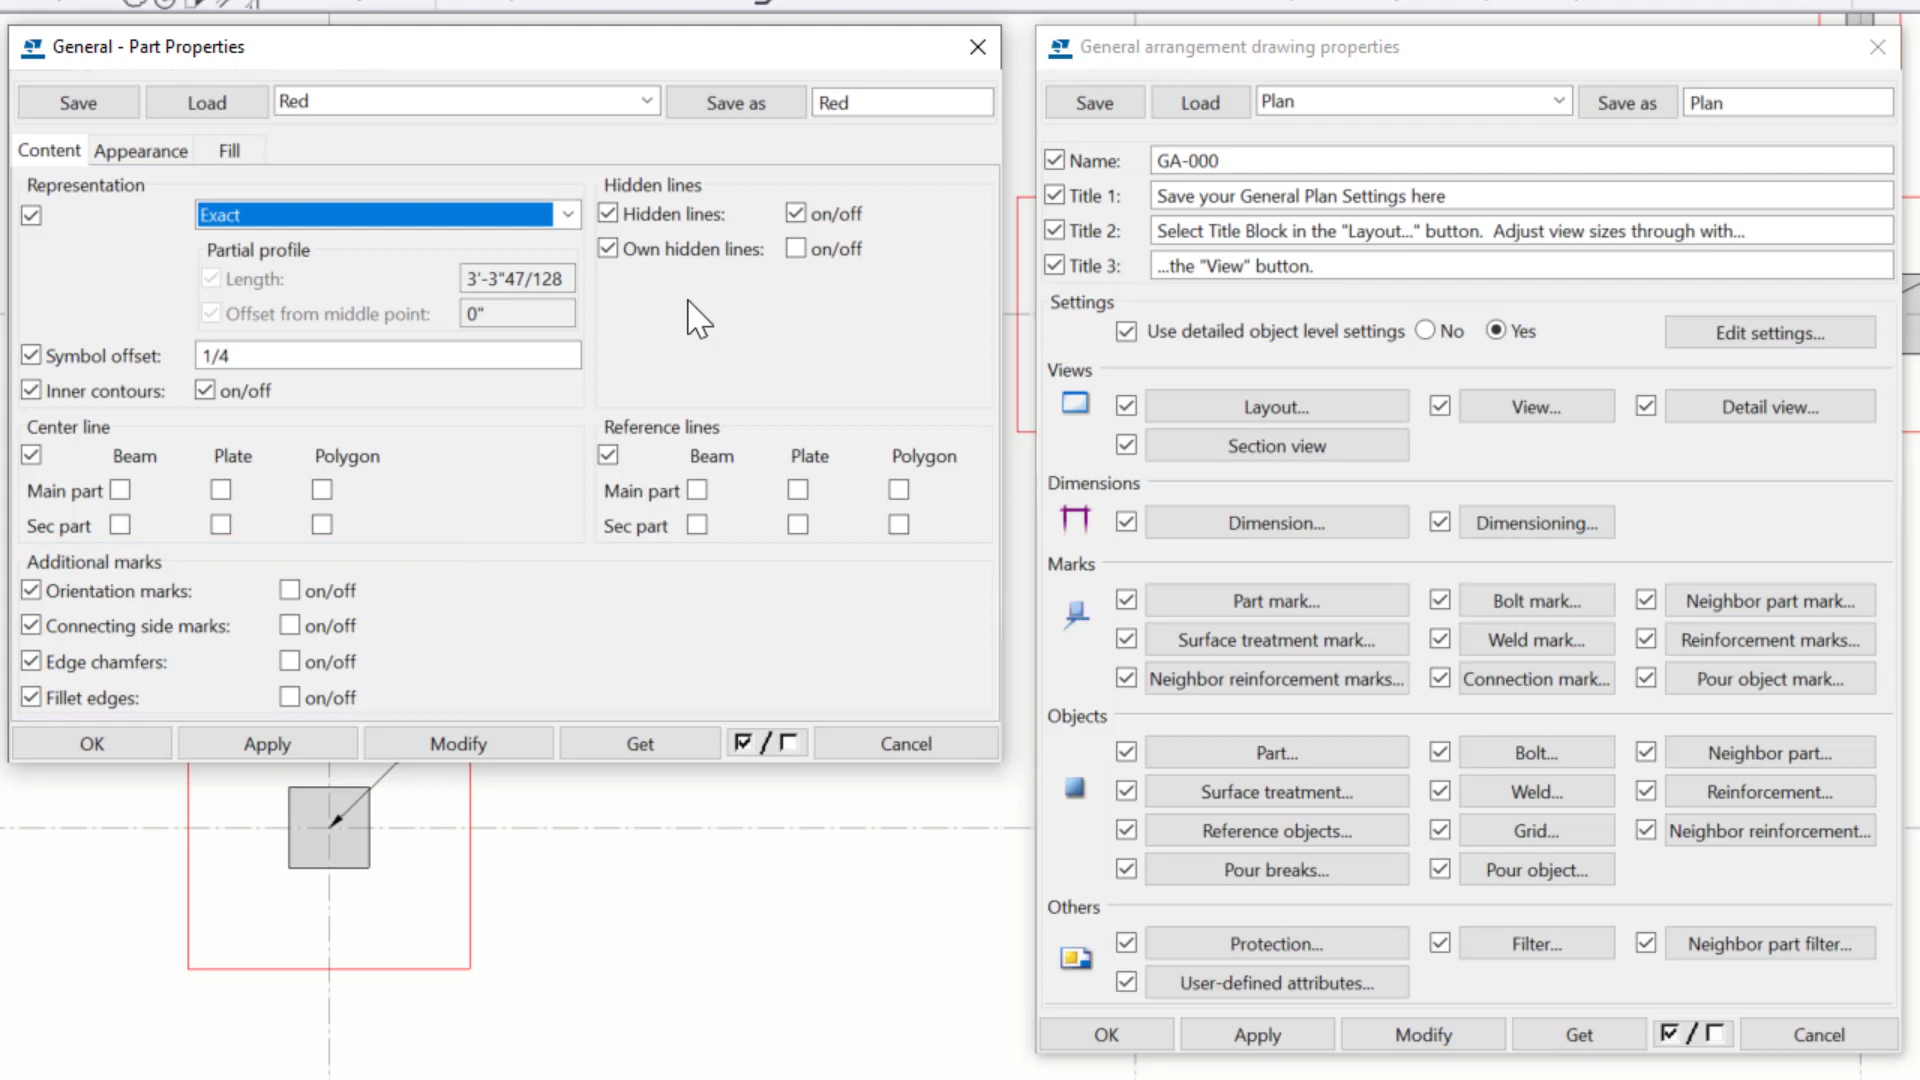 General - Part Properties
Save Load Red Save as Red
Content Appearance Fill
Representation
Exact
Partial profile
Length: 3'-3"47/128
Offset from middle point: 0"
Symbol offset: 1/4
Inner contours: on/off
Hidden lines
Hidden lines: on/off
Own hidden lines: on/off
Center line
Beam Plate Polygon
Main part
Sec part
Reference lines
Beam Plate Polygon
Main part
Sec part
Additional marks
Orientation marks: on/off
Connecting side marks: on/off
Edge chamfers: on/off
Fillet edges: on/off
OK Apply Modify Get / Cancel
General arrangement drawing properties
Save Load Plan Save as Plan
Name: GA-000
Title 1: Save your General Plan Settings here
Title 2: Select Title Block in the "Layout..." button. Adjust view sizes through with...
Title 3: ...the "View" button.
Settings
Use detailed object level settings No Yes Edit settings...
Views
Layout... View... Detail view...
Section view
Dimensions
Dimension... Dimensioning...
Marks
Part mark... Bolt mark... Neighbor part mark...
Surface treatment mark... Weld mark... Reinforcement marks...
Neighbor reinforcement marks... Connection mark... Pour object mark...
Objects
Part... Bolt... Neighbor part...
Surface treatment... Weld... Reinforcement...
Reference objects... Grid... Neighbor reinforcement...
Pour breaks... Pour object...
Others
Protection... Filter... Neighbor part filter...
User-defined attributes...
OK Apply Modify Get / Cancel